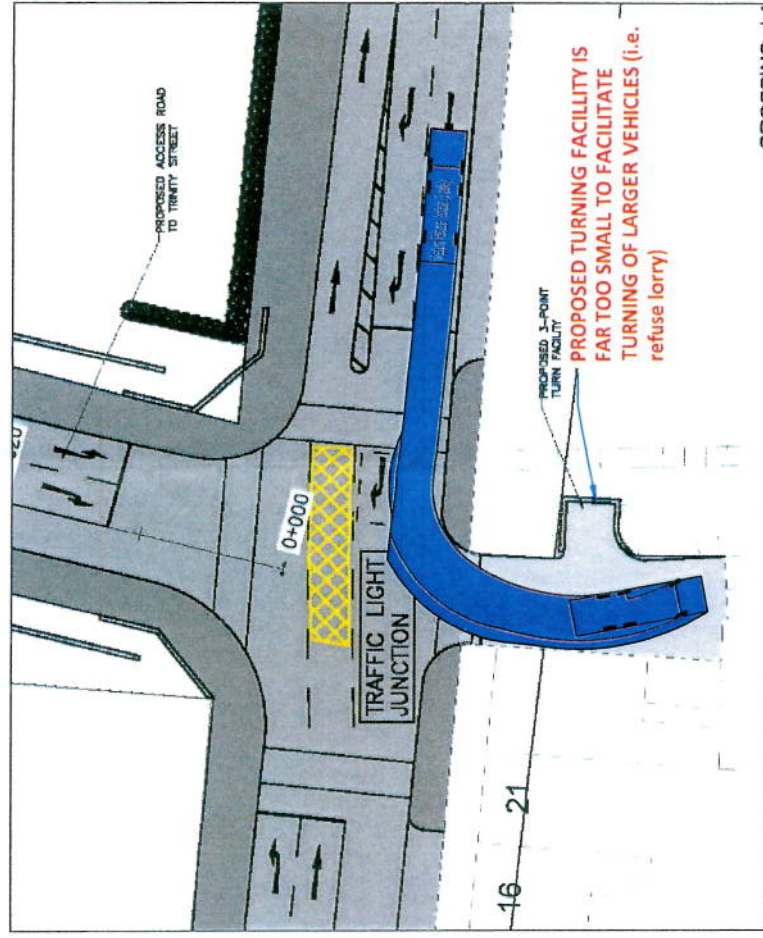 PROPOSED ACCESS ROAD
TO TRINITY STREET
0+000
TRAFFIC LIGHT
JUNCTION
PROPOSED 3-POINT
TURN FACILITY
PROPOSED TURNING FACILLITY IS
FAR TOO SMALL TO FACILITATE
TURNING OF LARGER VEHICLES (i.e.
refuse lorry)
16
21